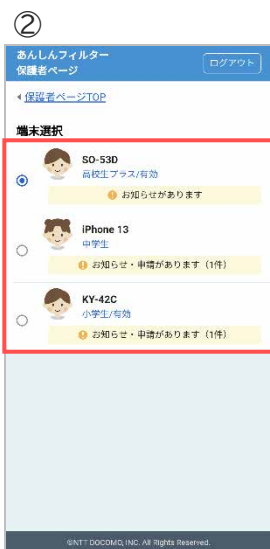 ②
あんしんフィルター
保護者ページ
ログアウト
保護者ページTOP
端末選択
SO-53D
高校生プラス/有効
お知らせがあります
iPhone 13
中学生
お知らせ・申請があります（1件）
KY-42C
小学生/有効
お知らせ・申請があります（1件）
©NTT DOCOMO, INC. All Rights Reserved.